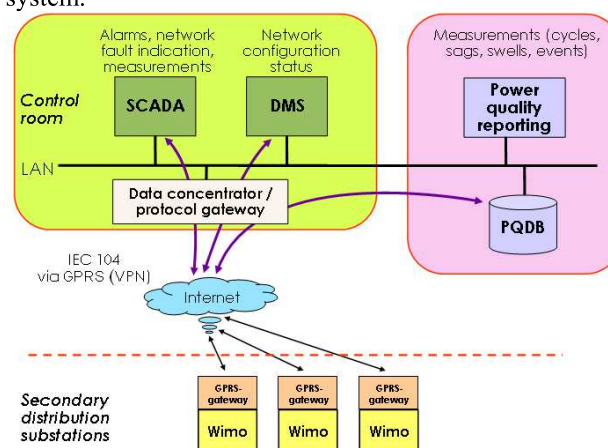 system.
Alarms, network
fault indication,
measurements
Network
configuration
status
Measurements (cycles,
sags, swells, events)
Control
room
SCADA
DMS
Power
quality
reporting
LAN
Data concentrator /
protocol gateway
PQDB
IEC 104
via GPRS (VPN)
Internet
Secondary
distribution
substations
GPRS-
gateway
Wimo
GPRS-
gateway
Wimo
GPRS-
gateway
Wimo